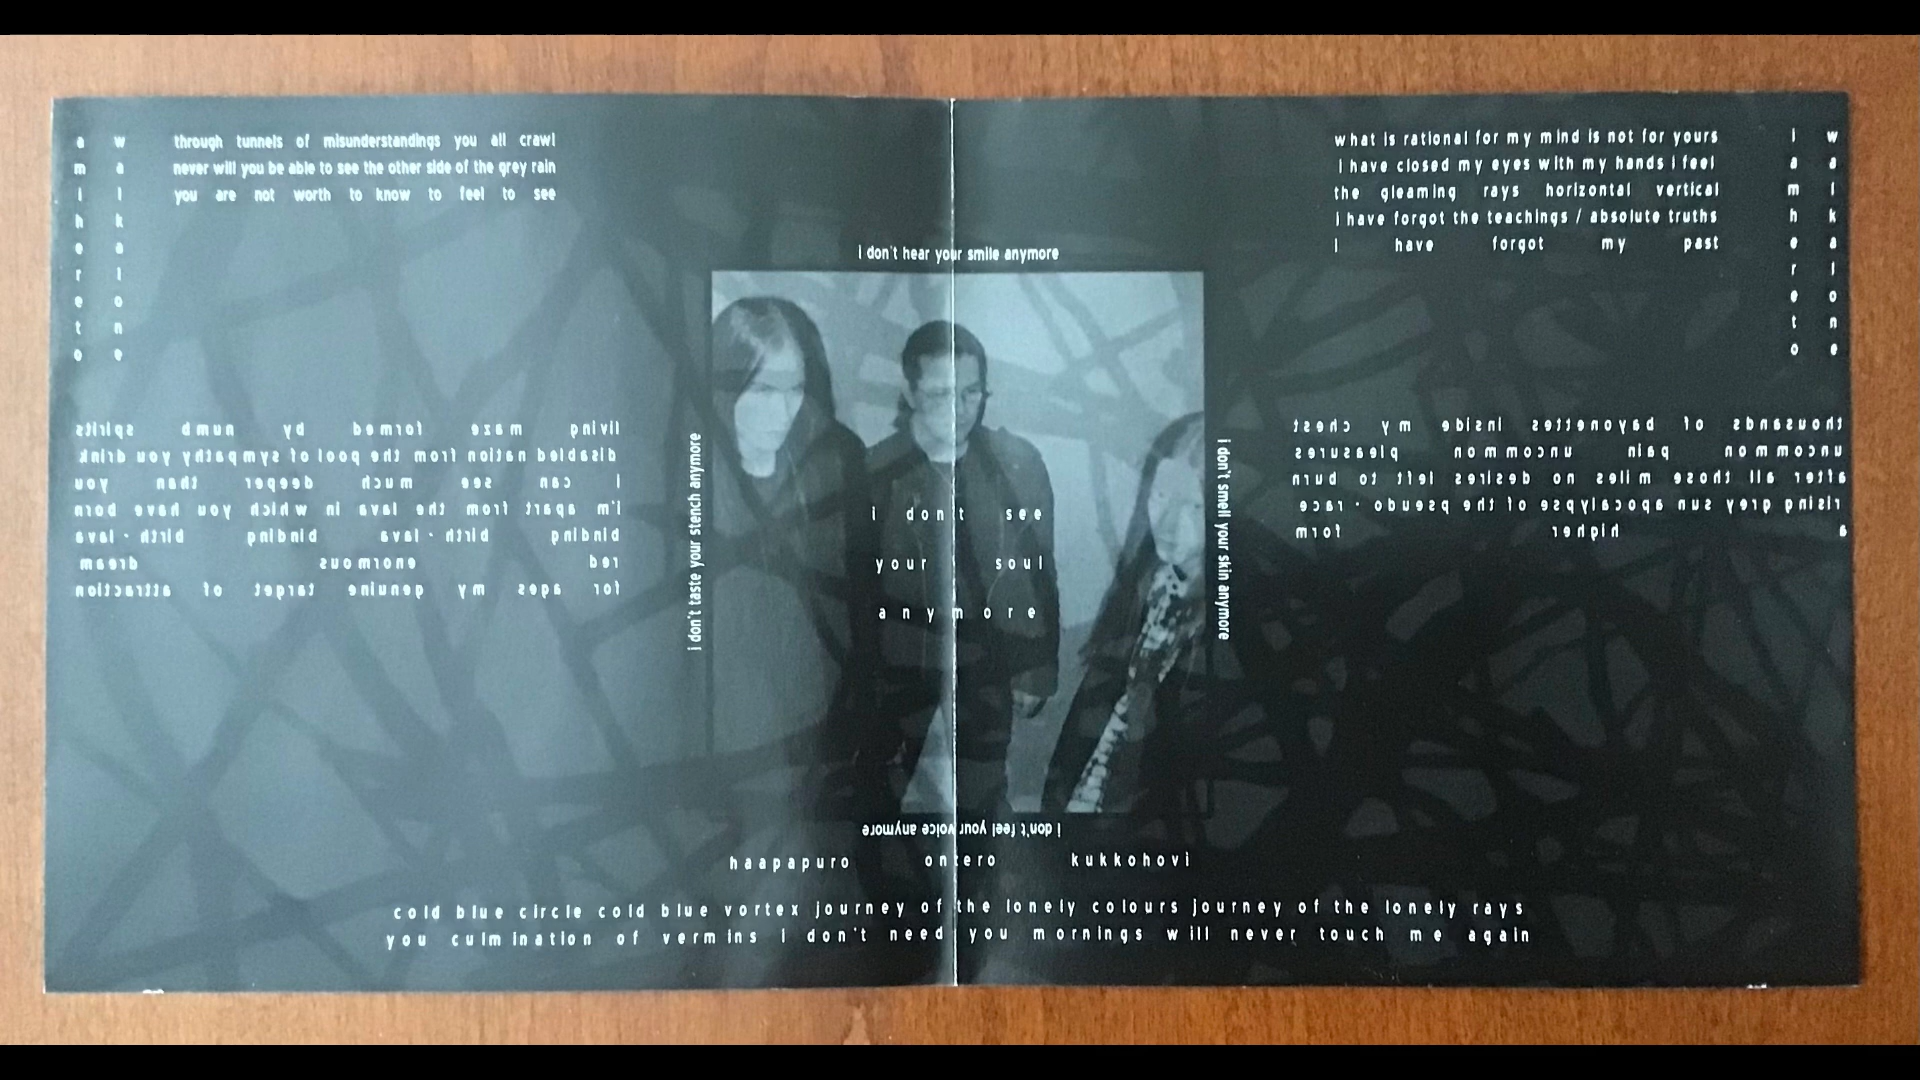 am i here to
walk alone
through tunnels of misunderstandings you all crawl
never will you be able to see the other side of the grey rain
you are not worth to know to feel to see
living maze formed by numb spirits
disabled nation from the pool of sympathy you drink
i can see much deeper than you
i'm apart from the lava in which you have born
binding birth - lava binding birth - lava
red enormous dream
for ages my genuine target of attraction
i don't hear your smile anymore
i don't taste your stench anymore
i don't see
your soul
anymore
i don't smell your skin anymore
i don't feel your voice anymore
haapapuro ontero kukkohovi
what is rational for my mind is not for yours
i have closed my eyes with my hands i feel
the gleaming rays horizontal vertical
i have forgot the teachings / absolute truths
i have forgot my past
i am here to
walk alone
thousands of bayonettes inside my chest
uncommon pain uncommon pleasures
after all those miles no desires left to burn
rising grey sun apocalypse of the pseudo - race
a higher form
cold blue circle cold blue vortex journey of the lonely colours journey of the lonely rays
you culmination of vermins i don't need you mornings will never touch me again